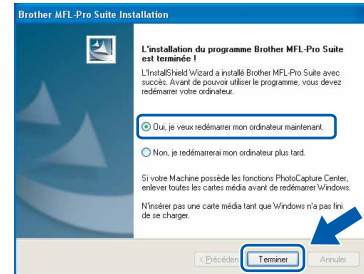 Brother MFL-Pro Suite Installation
L'installation du programme Brother MFL-Pro Suite
est terminée !
L'InstallShield Wizard a installé Brother MFL-Pro Suite avec
succès. Avant de pouvoir utiliser le programme, vous devez
redémarrer votre ordinateur.
Oui, je veux redémarrer mon ordinateur maintenant.
Non, je redémarrerai mon ordinateur plus tard.
Si votre Machine possède les fonctions PhotoCapture Center,
enlever toutes les cartes média avant de redémarrer Windows.
N'insérer pas une carte média tant que Windows n'a pas fini
de se charger.
< Précéden
Terminer
Annuler